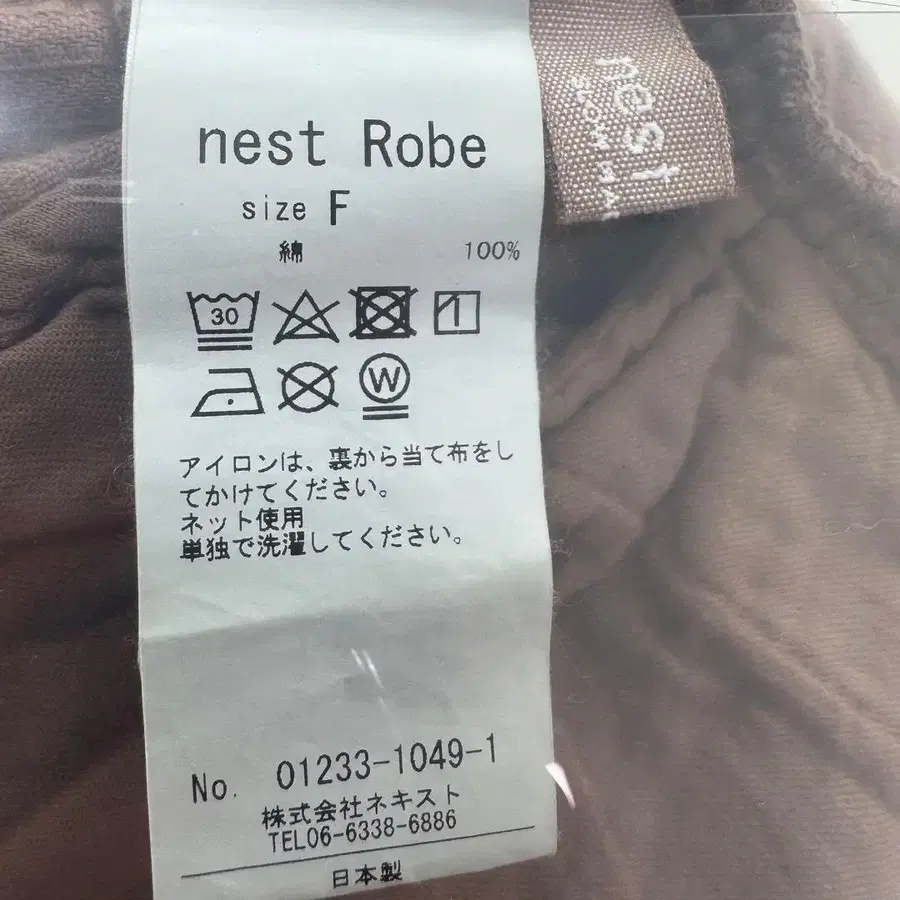 nest Robe
size F
綿 100%
30
W
アイロンは、裏から当て布をし
てかけてください。
ネット使用
単独で洗濯してください。
No. 01233-1049-1
株式会社ネキスト
TEL06-6338-6886
日本製
nest